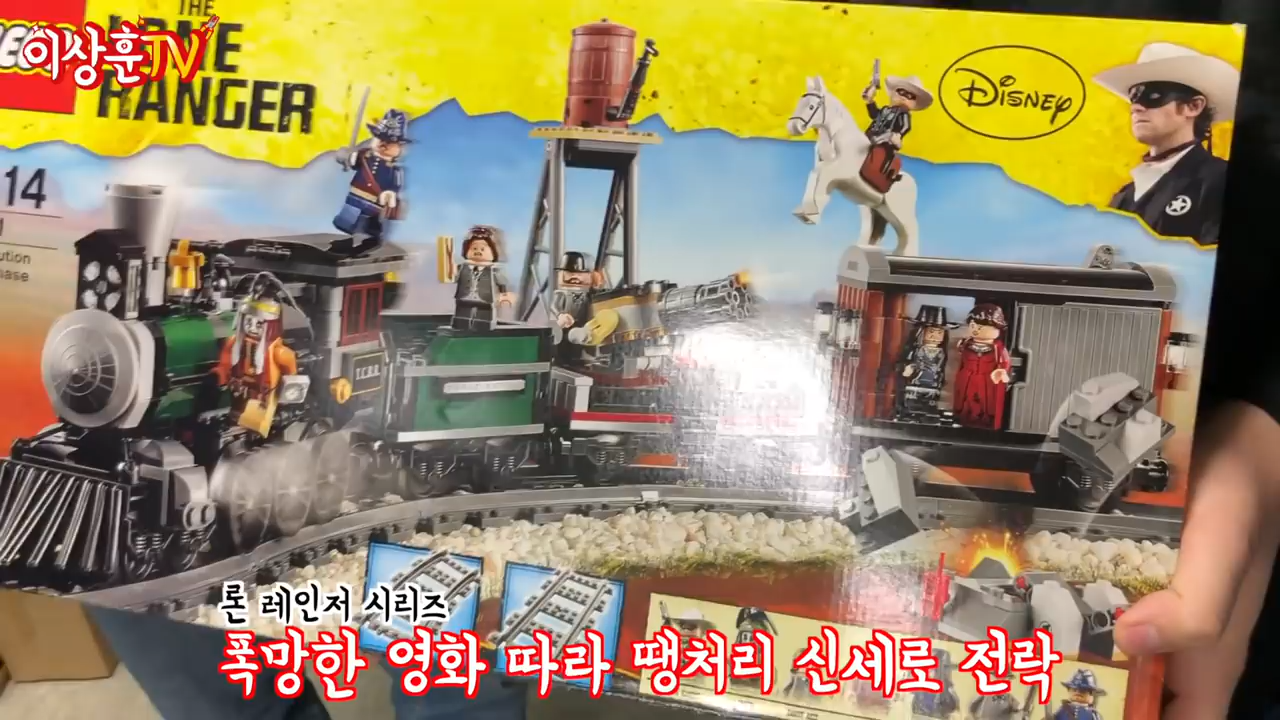 THE
LONE
RANGER
이상훈TV
DISNEY
14
T.C.R.R.
론 레인저 시리즈
폭망한 영화 따라 땡처리 신세로 전락